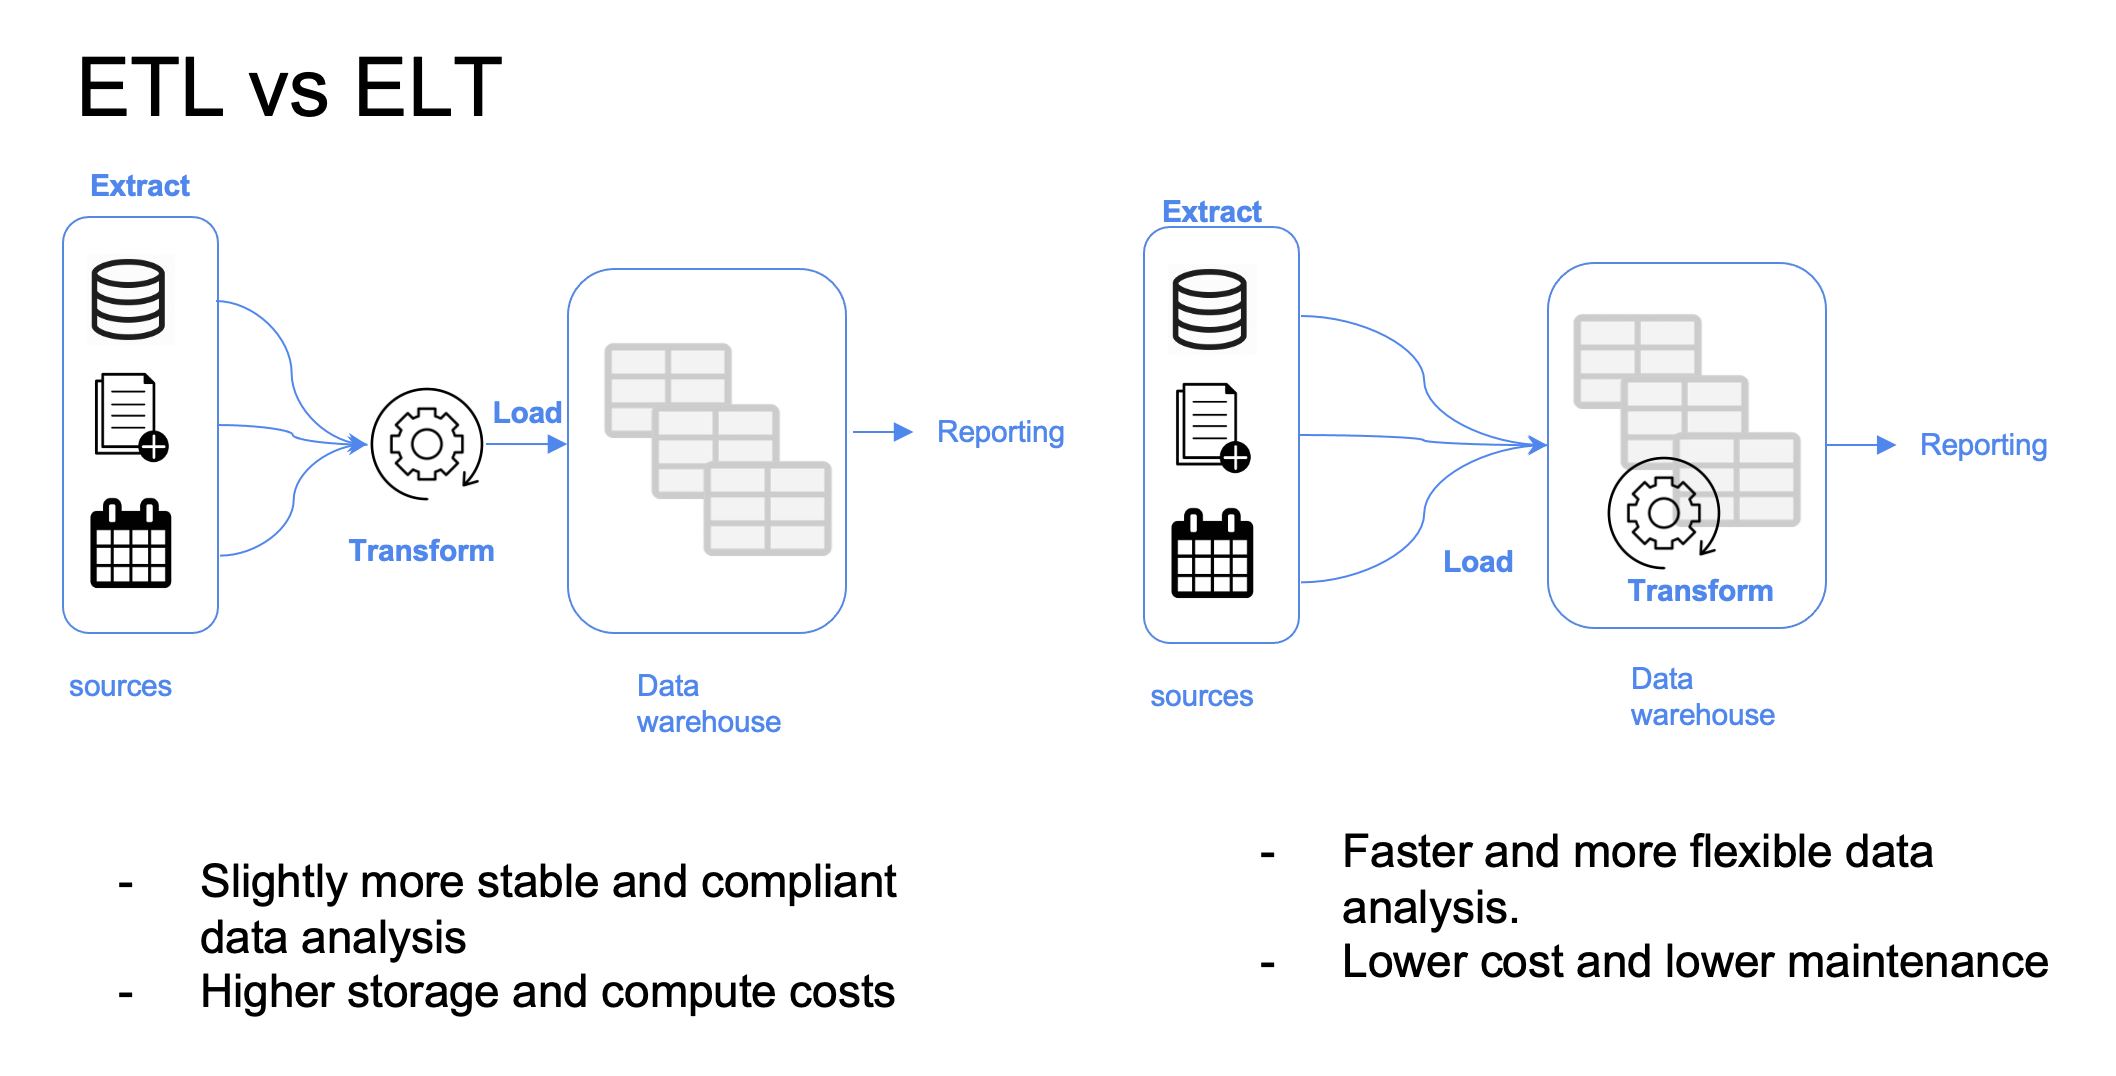 ETL vs ELT
Extract
Load
Transform
Reporting
sources
Data
warehouse
- Slightly more stable and compliant
data analysis
- Higher storage and compute costs
Extract
Load
Transform
Reporting
sources
Data
warehouse
- Faster and more flexible data
analysis.
- Lower cost and lower maintenance